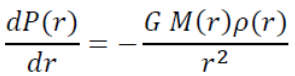 dP(r)/dr = − G M(r)ρ(r)/r²